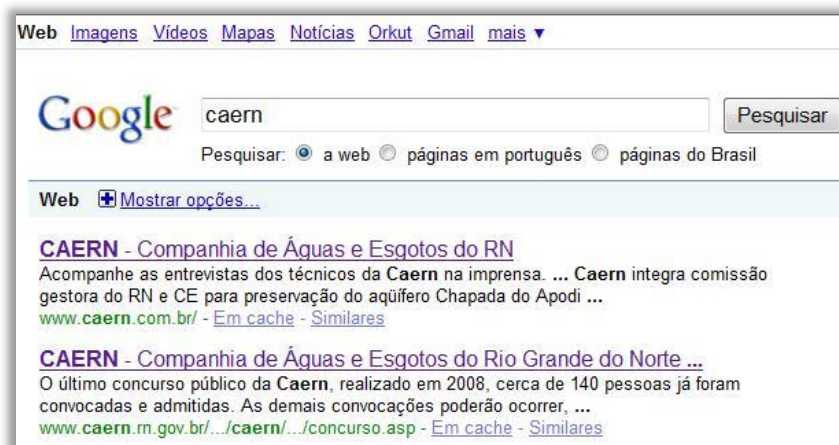 Web Imagens Vídeos Mapas Notícias Orkut Gmail mais ▼
Google caern Pesquisar
Pesquisar: a web páginas em português páginas do Brasil
Web Mostrar opções...
CAERN - Companhia de Águas e Esgotos do RN
Acompanhe as entrevistas dos técnicos da Caern na imprensa. ... Caern integra comissão
gestora do RN e CE para preservação do aqüífero Chapada do Apodi ...
www.caern.com.br/ - Em cache - Similares
CAERN - Companhia de Águas e Esgotos do Rio Grande do Norte ...
O último concurso público da Caern, realizado em 2008, cerca de 140 pessoas já foram
convocadas e admitidas. As demais convocações poderão ocorrer, ...
www.caern.rn.gov.br/.../caern/.../concurso.asp - Em cache - Similares